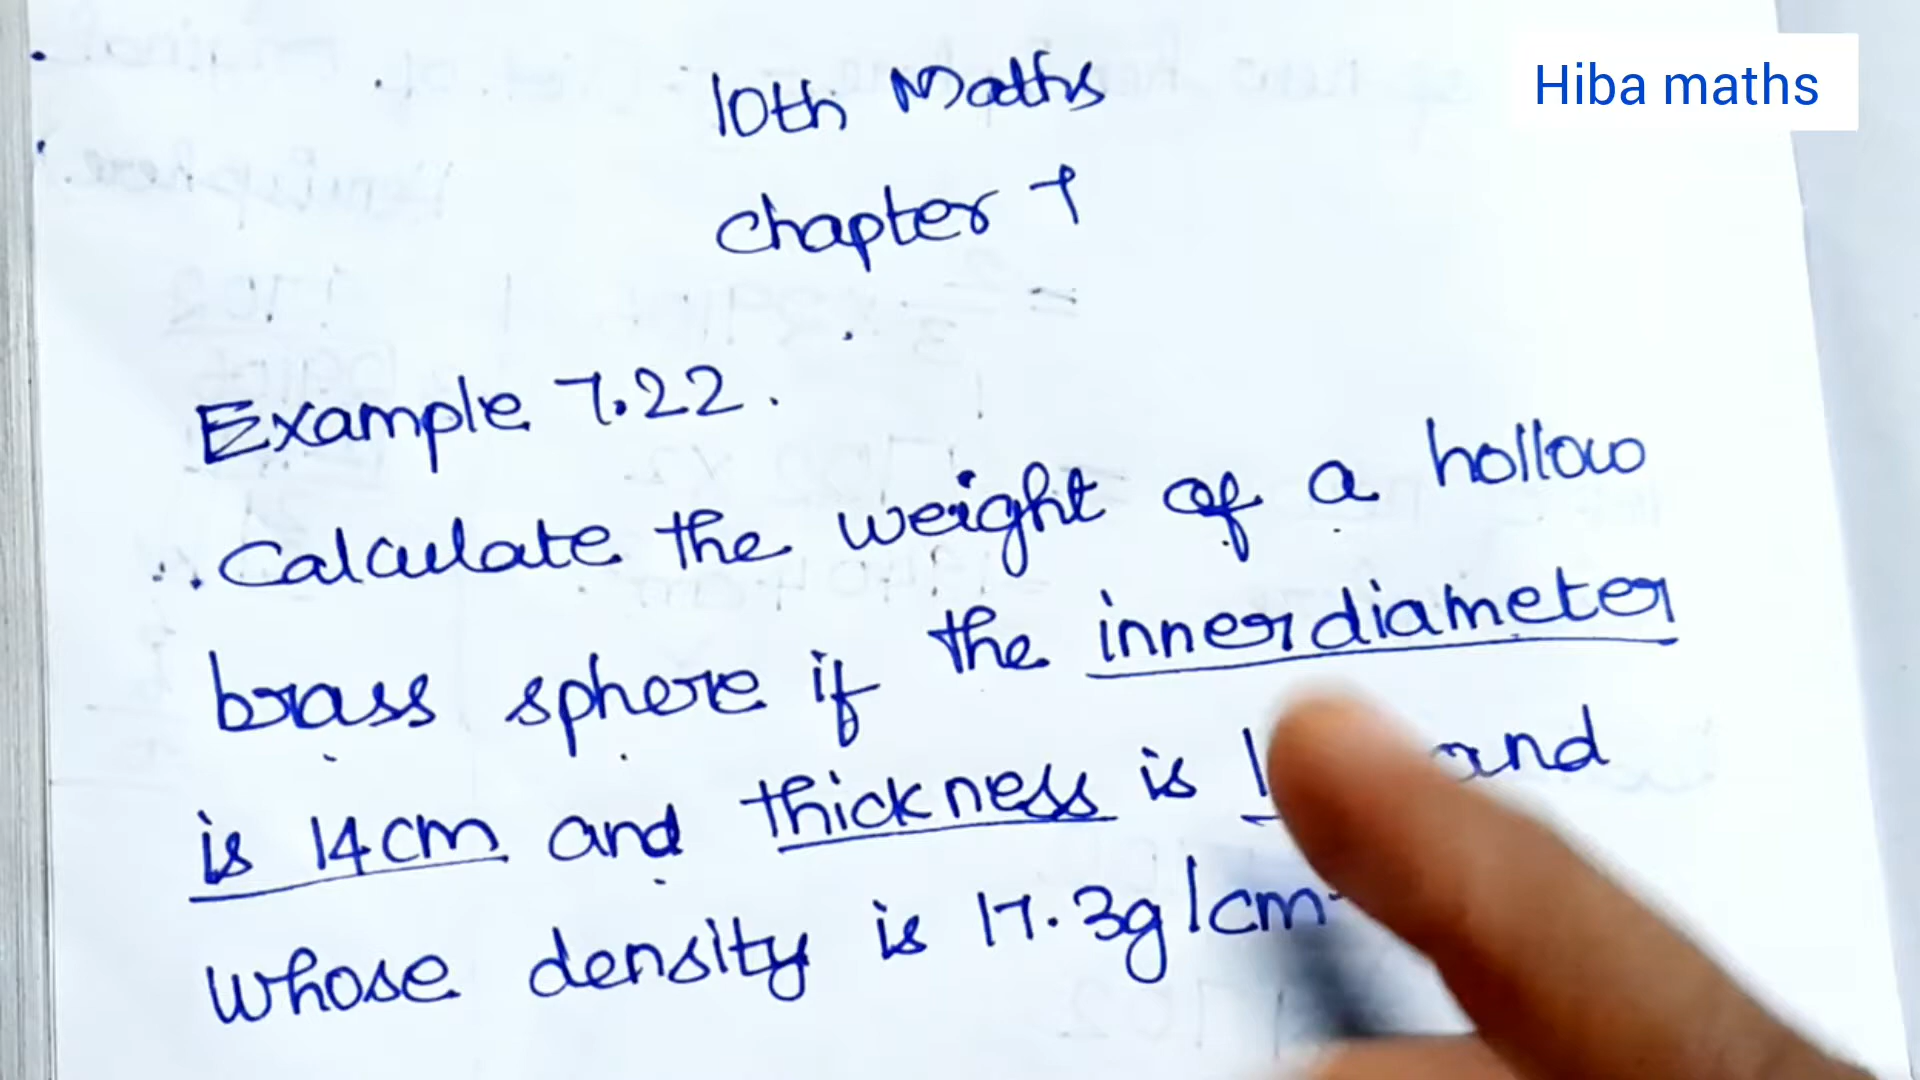 Hiba maths
10th Maths
Chapter 7
Example 7.22.
Calculate the weight of a hollow
brass sphere if the inner diameter
is 14cm and thickness is and
whose density is 17.3g/cm